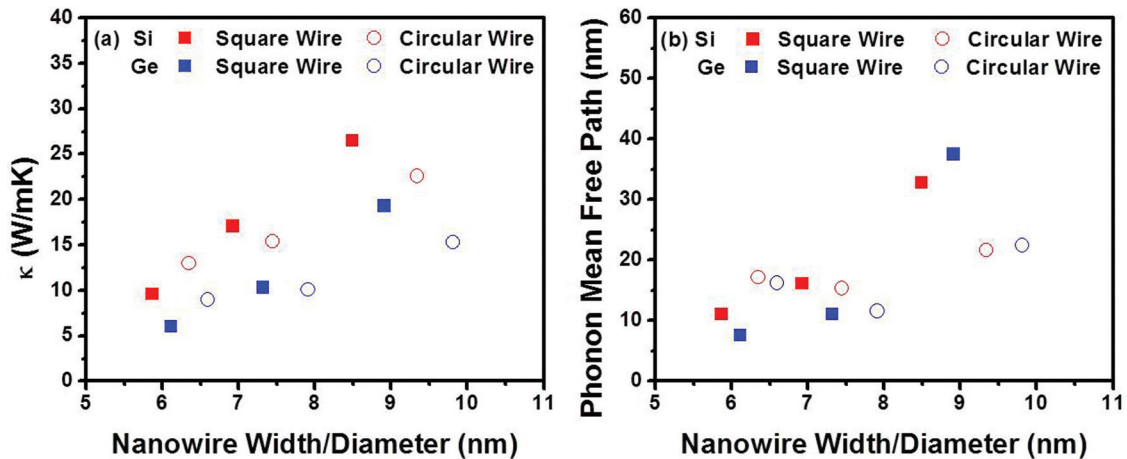 (a) Si Square Wire Circular Wire
Ge Square Wire Circular Wire
40
35
30
25
20
15
10
5
0
κ (W/mK)
5 6 7 8 9 10 11
Nanowire Width/Diameter (nm)
(b) Si Square Wire Circular Wire
Ge Square Wire Circular Wire
60
50
40
30
20
10
0
Phonon Mean Free Path (nm)
5 6 7 8 9 10 11
Nanowire Width/Diameter (nm)